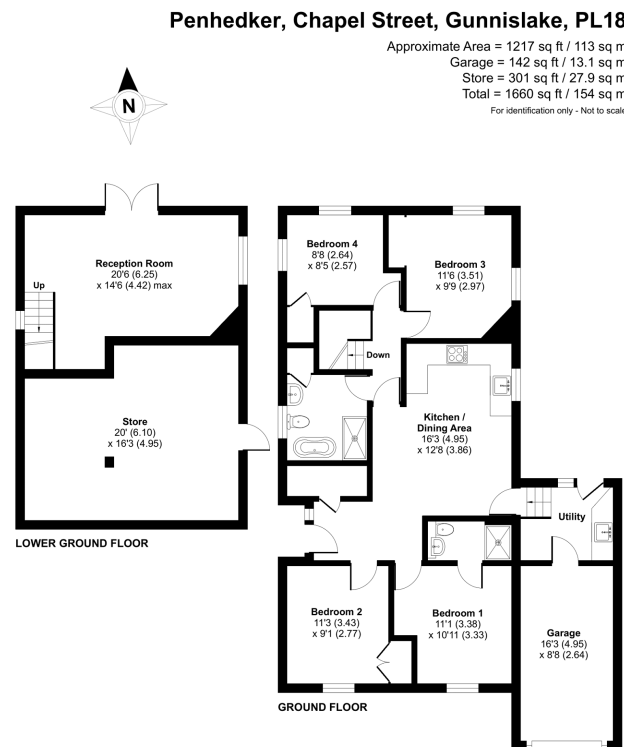 Penhedker, Chapel Street, Gunnislake, PL18
Approximate Area = 1217 sq ft / 113 sq m
Garage = 142 sq ft / 13.1 sq m
Store = 301 sq ft / 27.9 sq m
Total = 1660 sq ft / 154 sq m
For identification only - Not to scale
N
Reception Room
20'6 (6.25)
x 14'6 (4.42) max
Up
Store
20' (6.10)
x 16'3 (4.95)
LOWER GROUND FLOOR
Bedroom 4
8'8 (2.64)
x 8'5 (2.57)
Bedroom 3
11'6 (3.51)
x 9'9 (2.97)
Down
Kitchen /
Dining Area
16'3 (4.95)
x 12'8 (3.86)
Utility
Bedroom 2
11'3 (3.43)
x 9'1 (2.77)
Bedroom 1
11'1 (3.38)
x 10'11 (3.33)
Garage
16'3 (4.95)
x 8'8 (2.64)
GROUND FLOOR